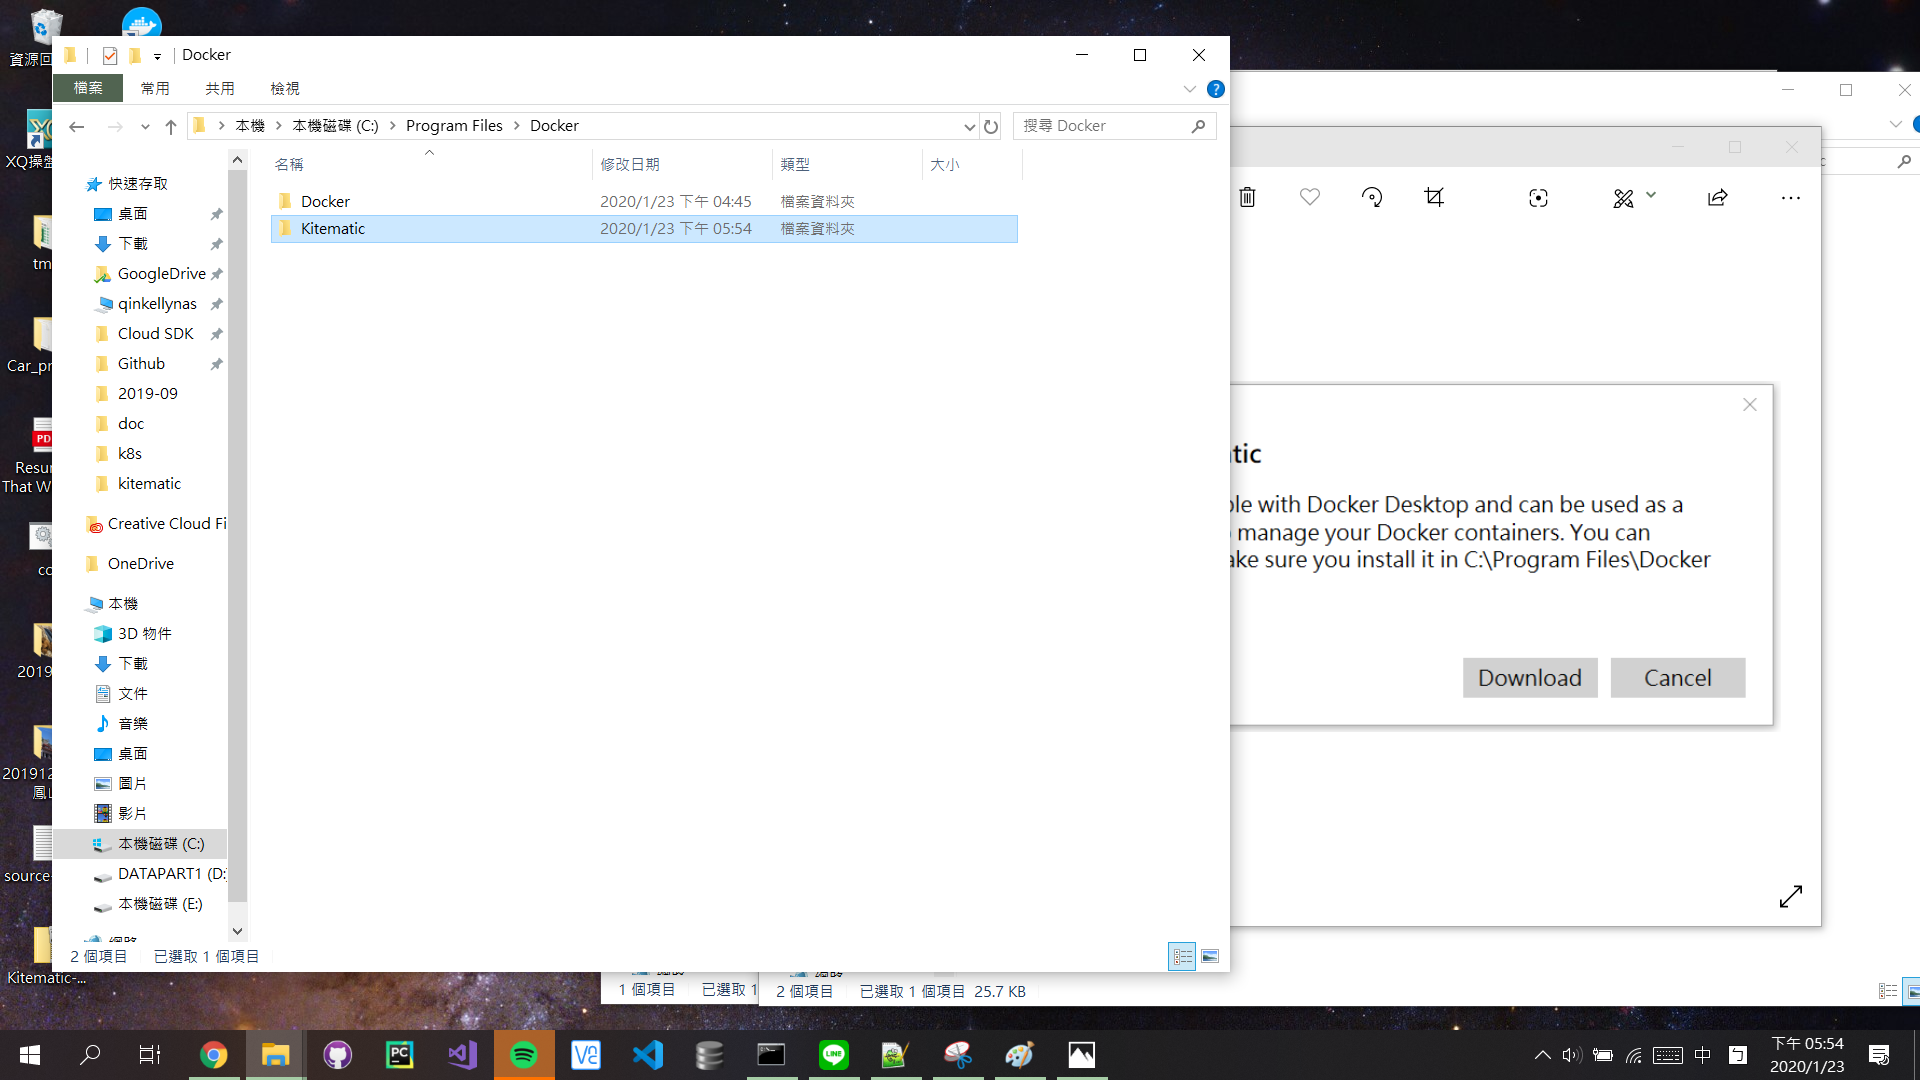 Docker
檔案 常用 共用 檢視
本機 本機磁碟 (C:) Program Files Docker
搜尋 Docker
名稱 修改日期 類型 大小
Docker 2020/1/23 下午 04:45 檔案資料夾
Kitematic 2020/1/23 下午 05:54 檔案資料夾
快速存取
桌面
下載
GoogleDrive
qinkellynas
Cloud SDK
Github
2019-09
doc
k8s
kitematic
Creative Cloud Fi
OneDrive
本機
3D 物件
下載
文件
音樂
桌面
圖片
影片
本機磁碟 (C:)
DATAPART1 (D:)
本機磁碟 (E:)
2 個項目 已選取 1 個項目
資源回
XQ操盤
tm
Car_pr
PD
Resu
That W
co
2019
201912
鳳山
source-
Kitematic-...
tic
ble with Docker Desktop and can be used as a
manage your Docker containers. You can
ake sure you install it in C:\Program Files\Docker
Download Cancel
1 個項目 已選取 1
2 個項目 已選取 1 個項目 25.7 KB
PC
VC
LINE
中
下午 05:54
2020/1/23